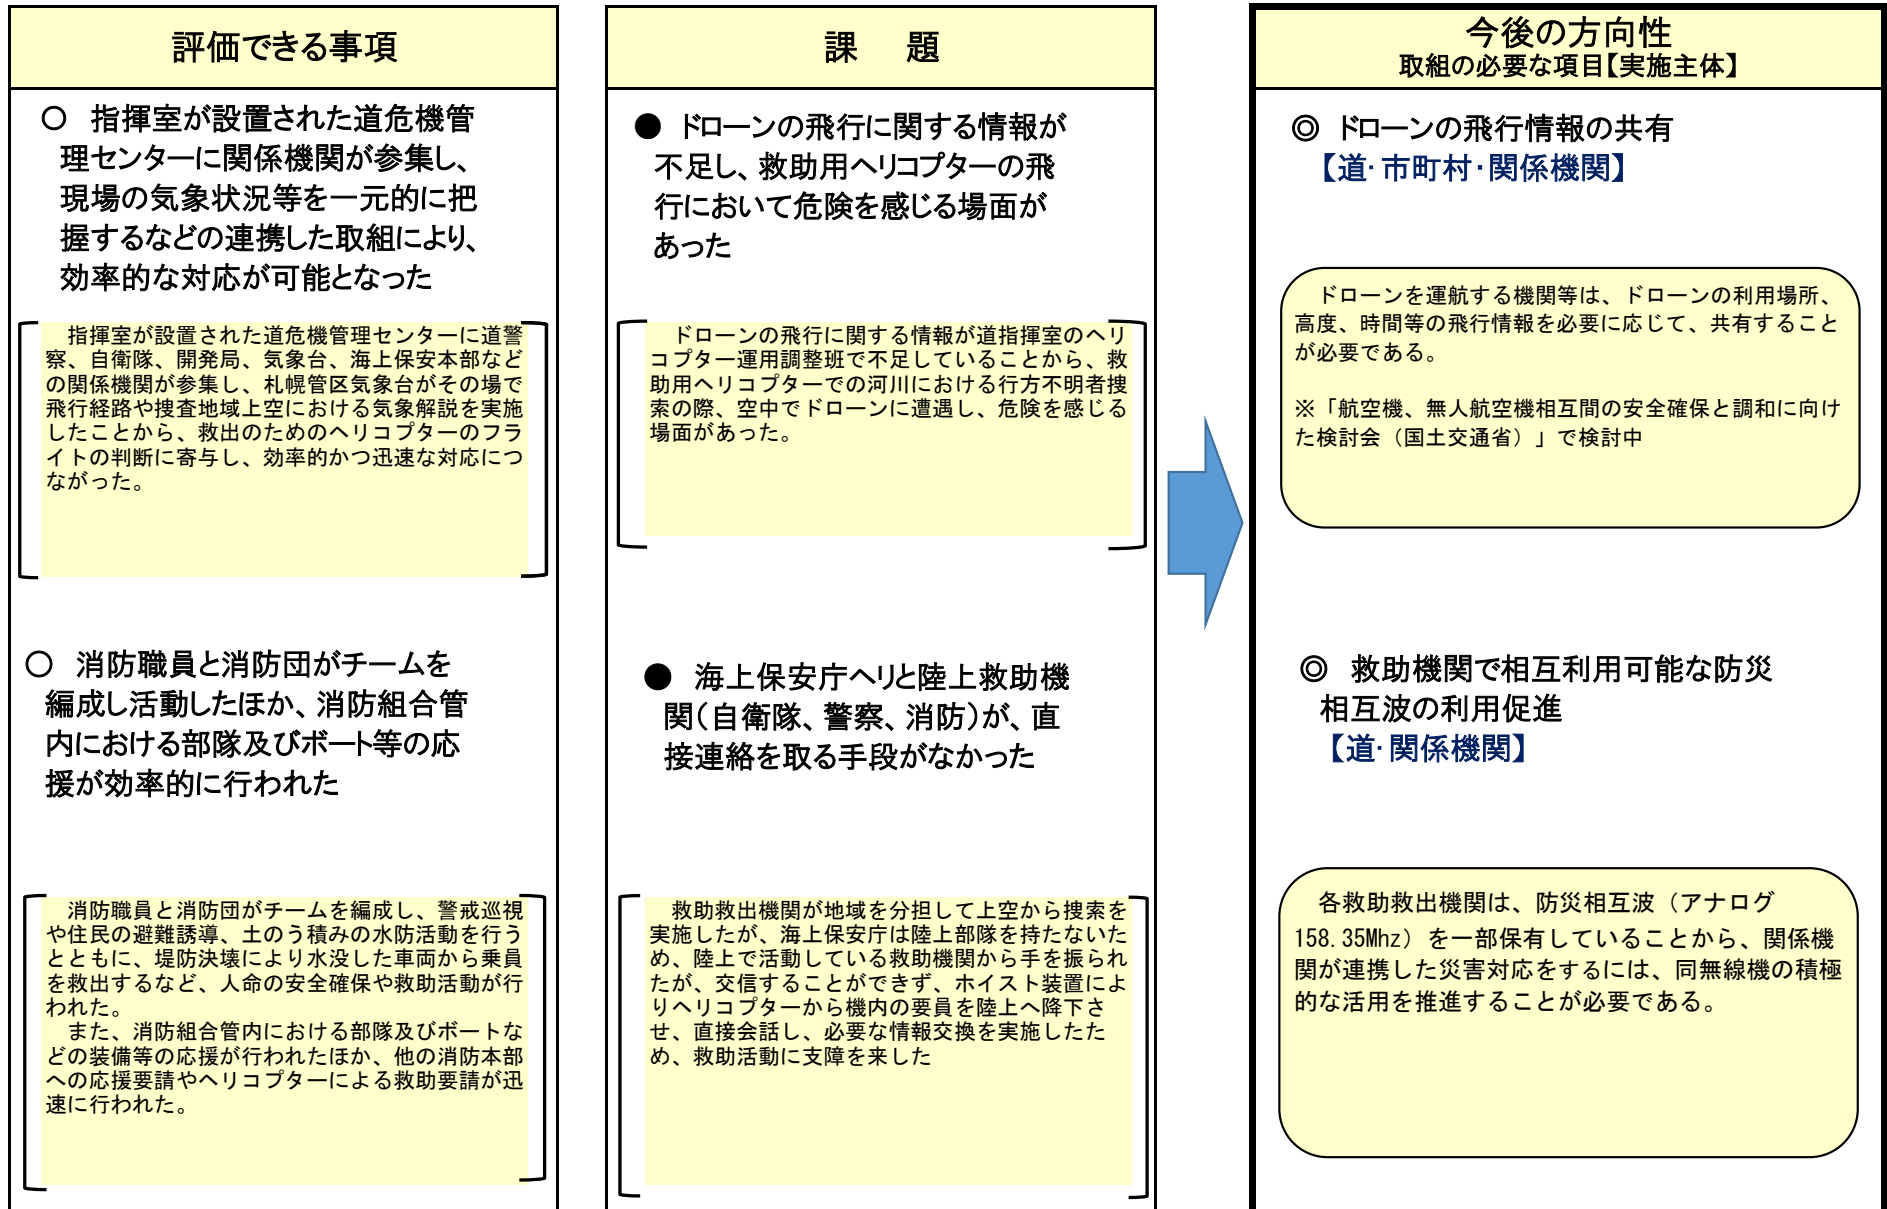 評価できる事項
○　指揮室が設置された道危機管
理センターに関係機関が参集し、
現場の気象状況等を一元的に把
握するなどの連携した取組により、
効率的な対応が可能となった
　指揮室が設置された道危機管理センターに道警
察、自衛隊、開発局、気象台、海上保安本部など
の関係機関が参集し、札幌管区気象台がその場で
飛行経路や捜査地域上空における気象解説を実施
したことから、救出のためのヘリコプターのフラ
イトの判断に寄与し、効率的かつ迅速な対応につ
ながった。
○　消防職員と消防団がチームを
編成し活動したほか、消防組合管
内における部隊及びボート等の応
援が効率的に行われた
　消防職員と消防団がチームを編成し、警戒巡視
や住民の避難誘導、土のう積みの水防活動を行う
とともに、堤防決壊により水没した車両から乗員
を救出するなど、人命の安全確保や救助活動が行
われた。
　また、消防組合管内における部隊及びボートな
どの装備等の応援が行われたほか、他の消防本部
への応援要請やヘリコプターによる救助要請が迅
速に行われた。
課　題
●　ドローンの飛行に関する情報が
不足し、救助用ヘリコプターの飛
行において危険を感じる場面が
あった
　ドローンの飛行に関する情報が道指揮室のヘリ
コプター運用調整班で不足していることから、救
助用ヘリコプターでの河川における行方不明者捜
索の際、空中でドローンに遭遇し、危険を感じる
場面があった。
●　海上保安庁ヘリと陸上救助機
関（自衛隊、警察、消防）が、直
接連絡を取る手段がなかった
　救助救出機関が地域を分担して上空から捜索を
実施したが、海上保安庁は陸上部隊を持たないた
め、陸上で活動している救助機関から手を振られ
たが、交信することができず、ホイスト装置によ
りヘリコプターから機内の要員を陸上へ降下さ
せ、直接会話し、必要な情報交換を実施したた
め、救助活動に支障を来した
今後の方向性
取組の必要な項目【実施主体】
◎　ドローンの飛行情報の共有
【道・市町村・関係機関】
　ドローンを運航する機関等は、ドローンの利用場所、
高度、時間等の飛行情報を必要に応じて、共有すること
が必要である。
※「航空機、無人航空機相互間の安全確保と調和に向け
た検討会（国土交通省）」で検討中
◎　救助機関で相互利用可能な防災
相互波の利用促進
【道・関係機関】
　各救助救出機関は、防災相互波（アナログ
158.35Mhz）を一部保有していることから、関係機
関が連携した災害対応をするには、同無線機の積極
的な活用を推進することが必要である。